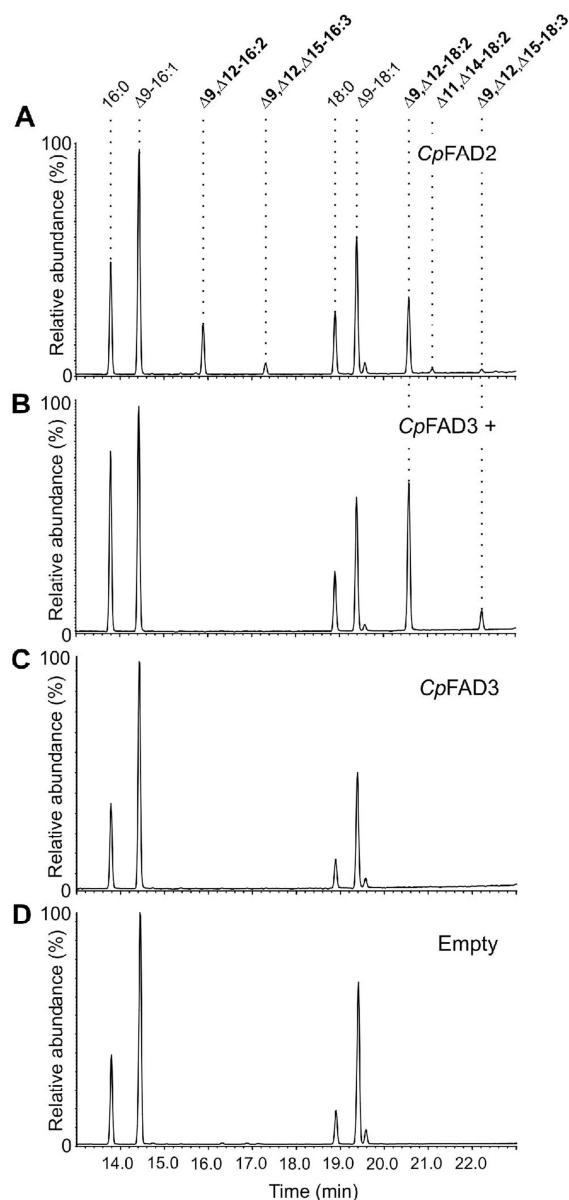 16:0
Δ9-16:1
Δ9,Δ12-16:2
Δ9,Δ12,Δ15-16:3
18:0
Δ9-18:1
Δ9,Δ12-18:2
Δ11,Δ14-18:2
Δ9,Δ12,Δ15-18:3
A
100
CpFAD2
Relative abundance (%)
0
B
100
CpFAD3 +
Relative abundance (%)
0
C
100
CpFAD3
Relative abundance (%)
0
D
100
Empty
Relative abundance (%)
0
14.0 15.0 16.0 17.0 18.0 19.0 20.0 21.0 22.0
Time (min)